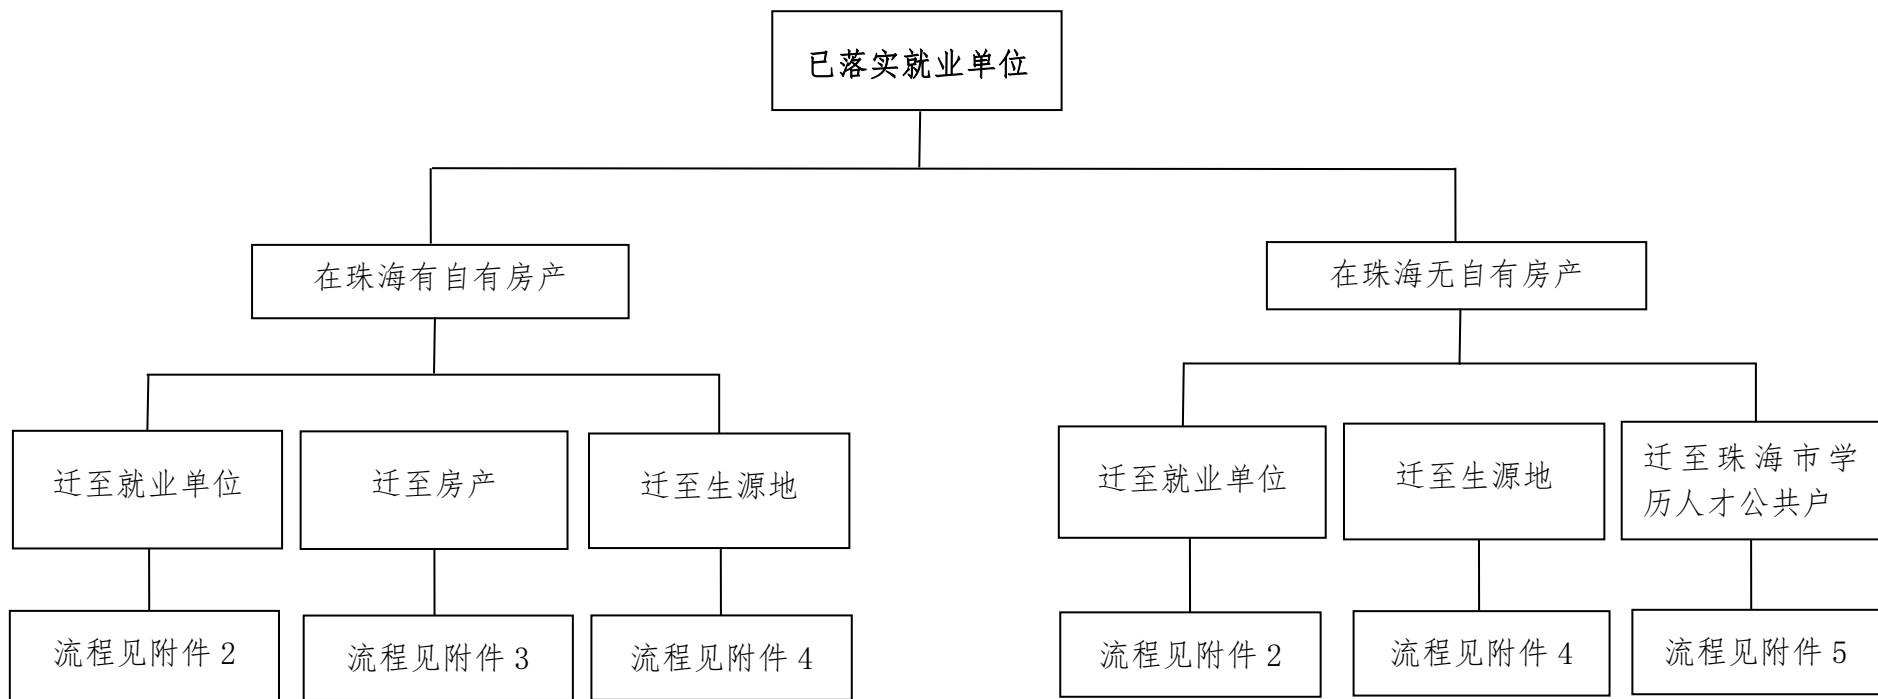 已落实就业单位
在珠海有自有房产
在珠海无自有房产
迁至就业单位
迁至房产
迁至生源地
迁至就业单位
迁至生源地
迁至珠海市学
历人才公共户
流程见附件2
流程见附件3
流程见附件4
流程见附件2
流程见附件4
流程见附件5